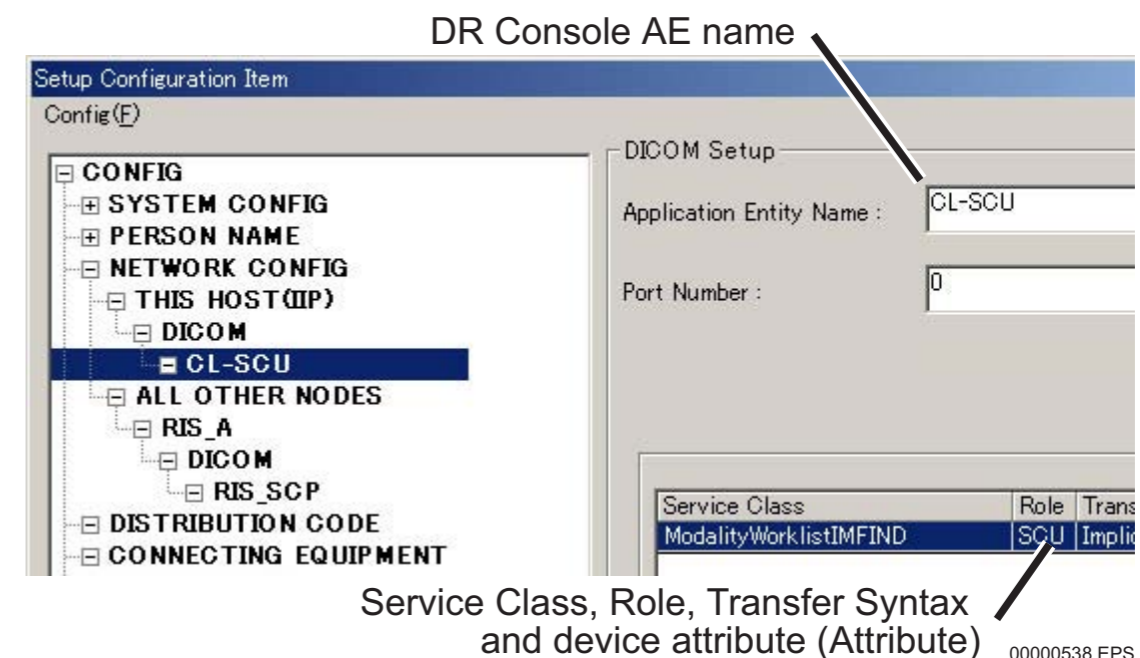 DR Console AE name
Setup Configuration Item
Config(F)
CONFIG
SYSTEM CONFIG
PERSON NAME
NETWORK CONFIG
THIS HOST(IIP)
DICOM
CL-SCU
ALL OTHER NODES
RIS_A
DICOM
RIS_SCP
DISTRIBUTION CODE
CONNECTING EQUIPMENT
DICOM Setup
Application Entity Name : CL-SCU
Port Number : 0
Service Class Role Trans
ModalityWorklistIMFIND SCU Implic
Service Class, Role, Transfer Syntax
and device attribute (Attribute)
00000538.EPS